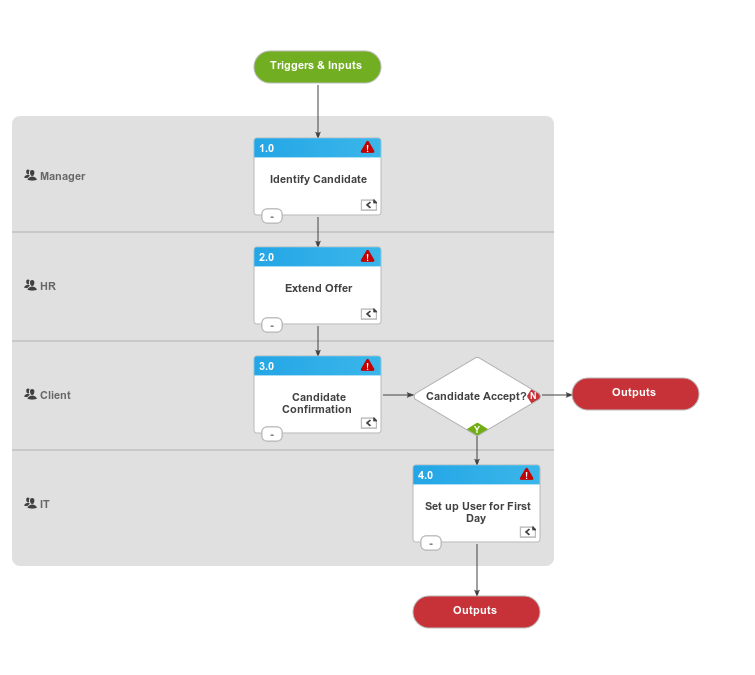 Triggers & Inputs
1.0
!
Manager
Identify Candidate
-
2.0
!
HR
Extend Offer
-
3.0
!
Client
Candidate
Confirmation
-
Candidate Accept?
N
Y
Outputs
4.0
!
IT
Set up User for First
Day
-
Outputs